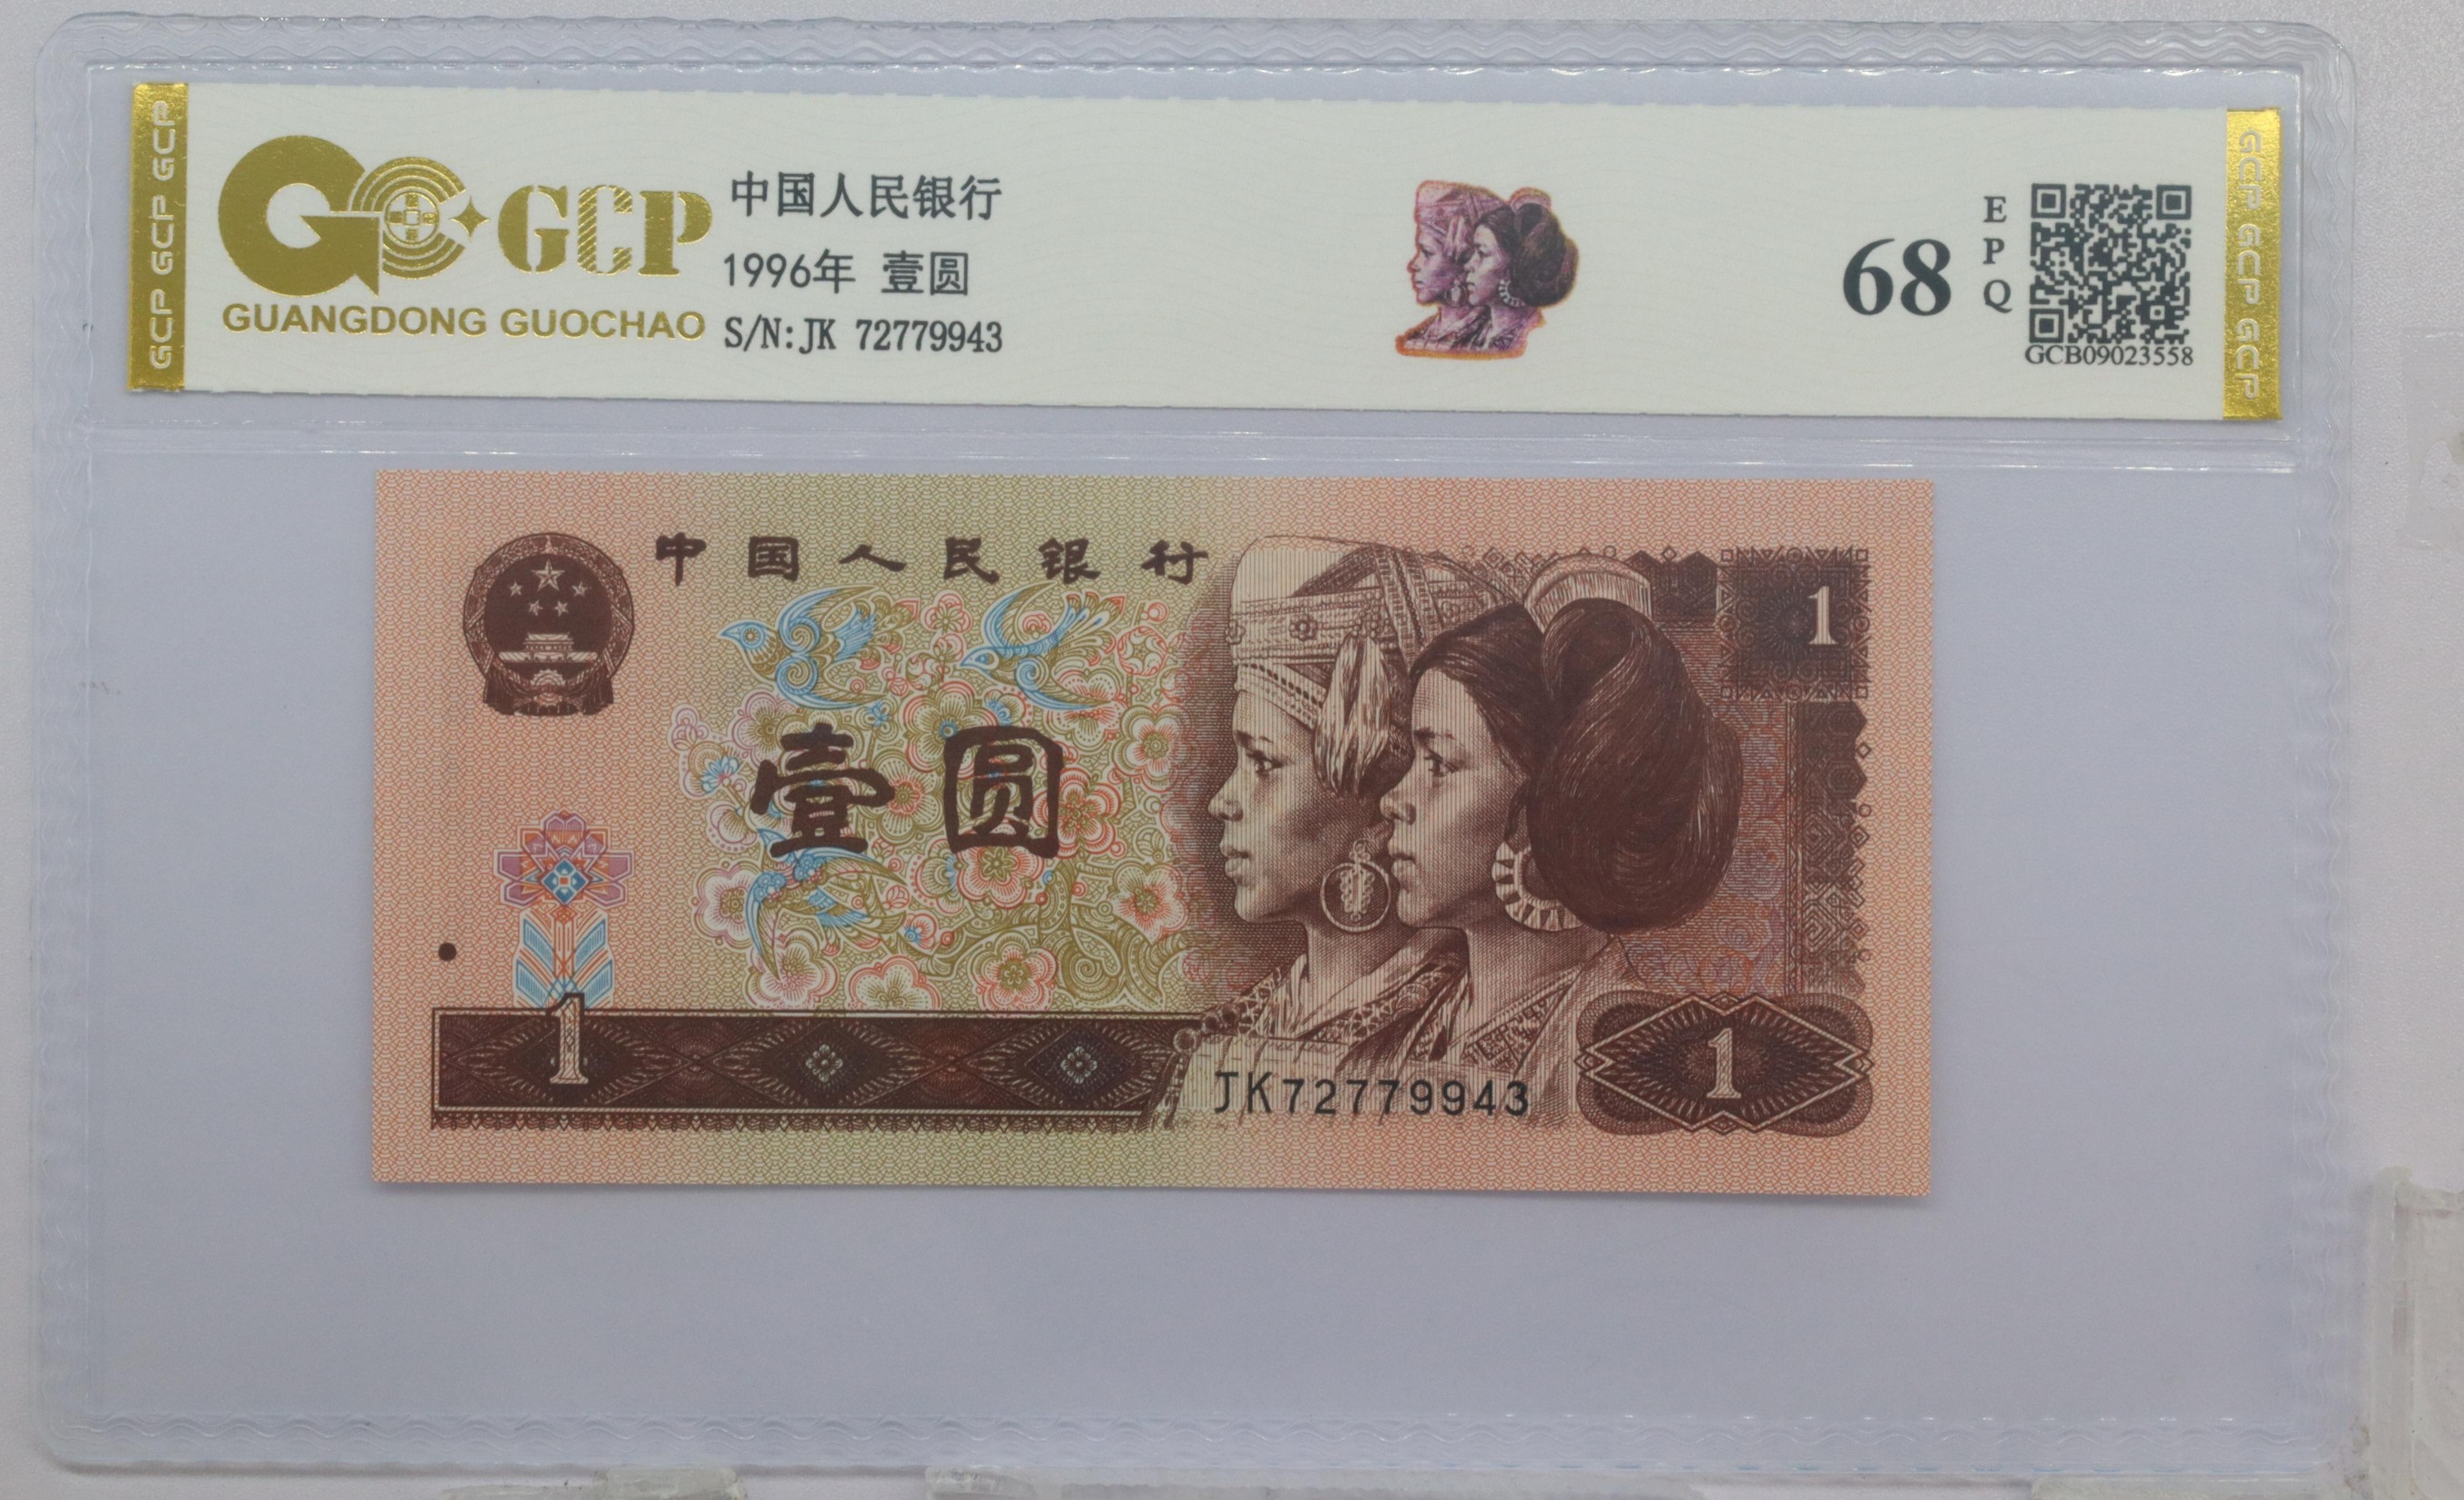 GCP GCP GCP
GCP
GUANGDONG GUOCHAO
中国人民银行
1996年 壹圆
S/N:JK 72779943
68
EPQ
GCB09023558
GCP GCP GCP
中国人民银行
1
壹圆
1
JK72779943
1